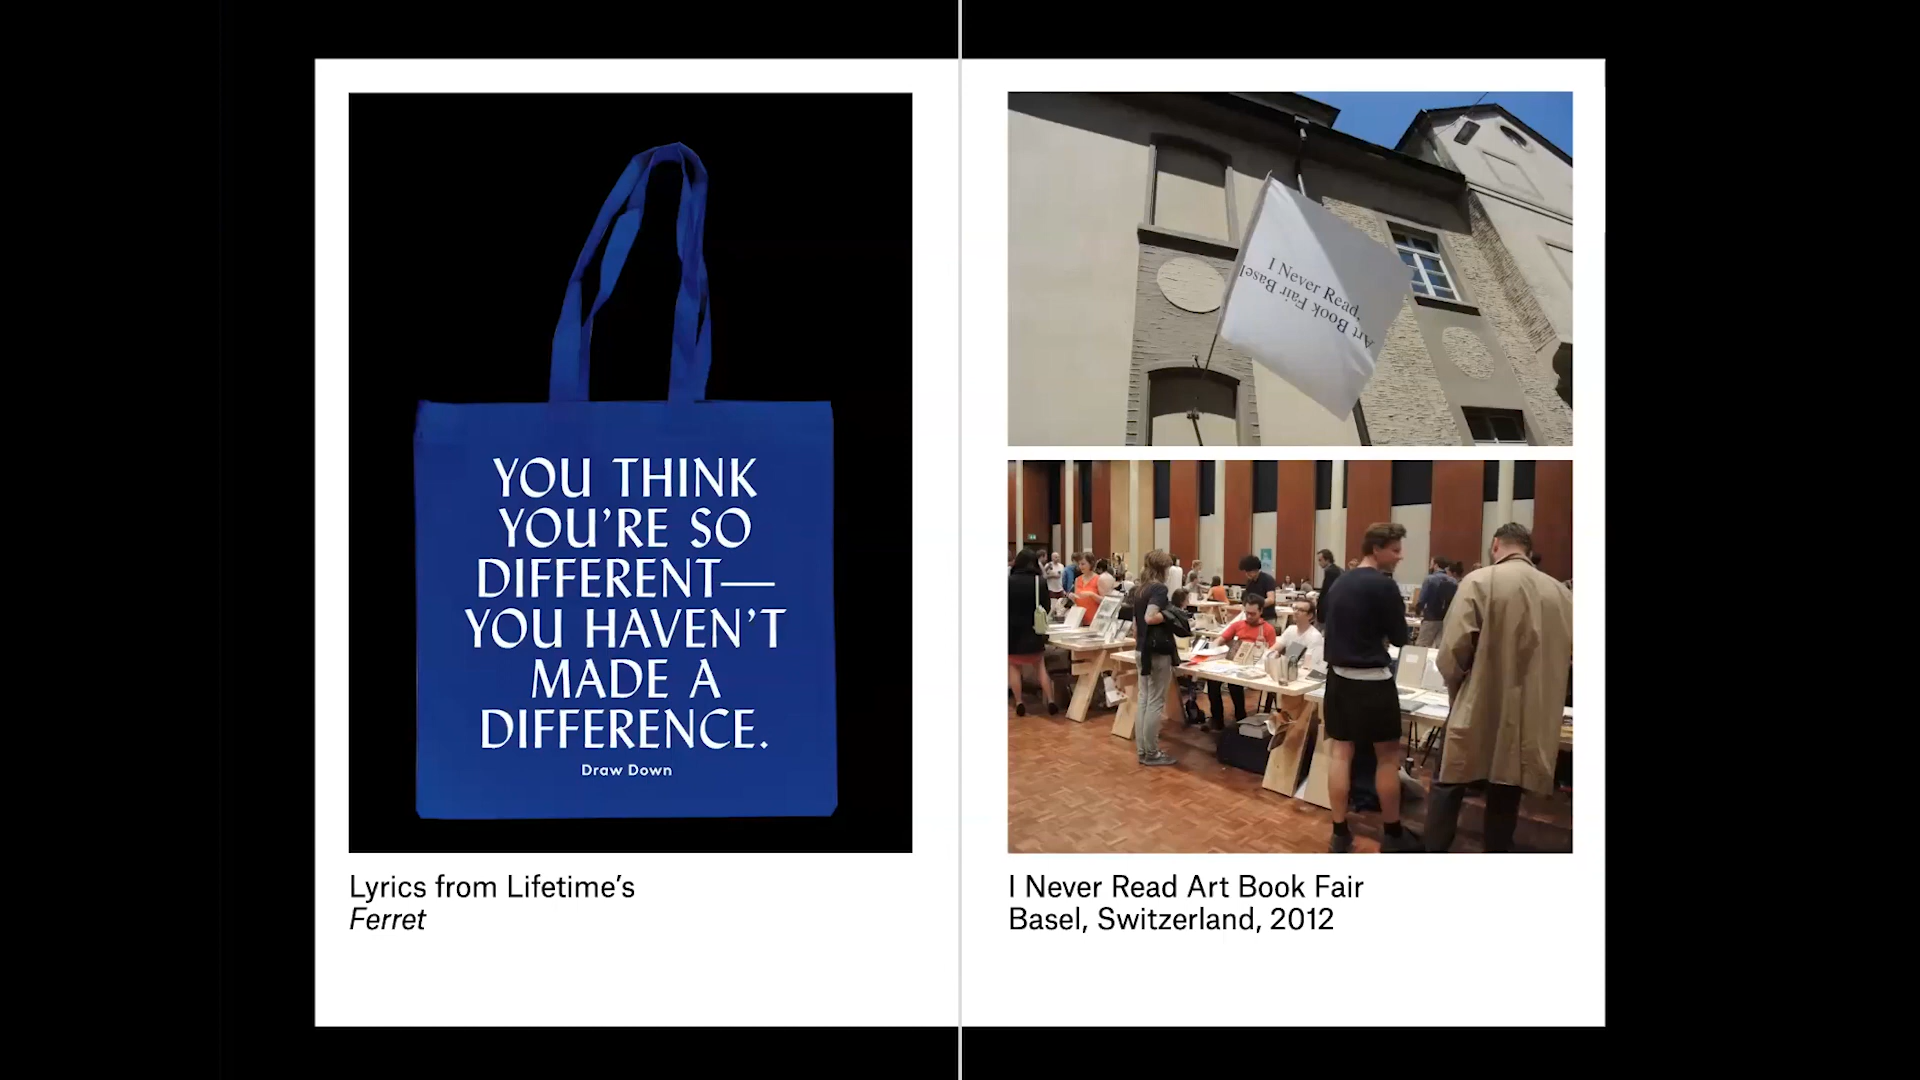 YOU THINK
YOU’RE SO
DIFFERENT—
YOU HAVEN’T
MADE A
DIFFERENCE.
Draw Down
Lyrics from Lifetime’s
Ferret
I Never Read,
Art Book Fair Basel
I Never Read Art Book Fair
Basel, Switzerland, 2012